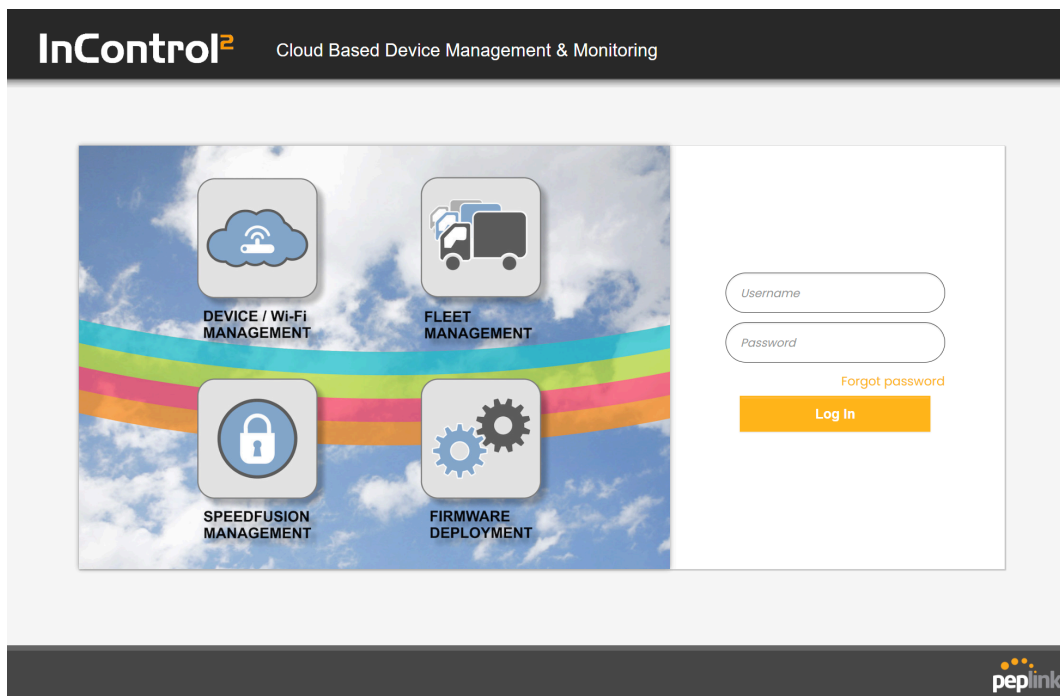 InControl²
Cloud Based Device Management & Monitoring
DEVICE / Wi-Fi
MANAGEMENT
FLEET
MANAGEMENT
SPEEDFUSION
MANAGEMENT
FIRMWARE
DEPLOYMENT
Username
Password
Forgot password
Log In
peplink